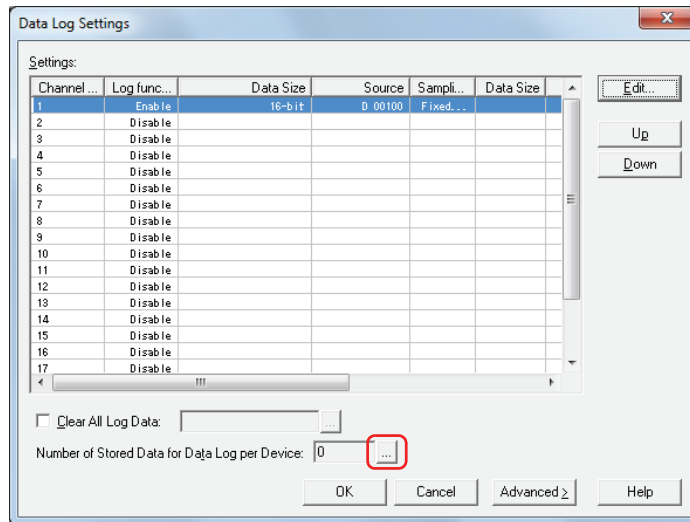 Data Log Settings
Settings:
Channel ... Log func... Data Size Source Sampli... Data Size
1 Enable 16-bit D 00100 Fixed...
2 Disable
3 Disable
4 Disable
5 Disable
6 Disable
7 Disable
8 Disable
9 Disable
10 Disable
11 Disable
12 Disable
13 Disable
14 Disable
15 Disable
16 Disable
17 Disable
Edit...
Up
Down
Clear All Log Data: ...
Number of Stored Data for Data Log per Device: 0 ...
OK Cancel Advanced > Help